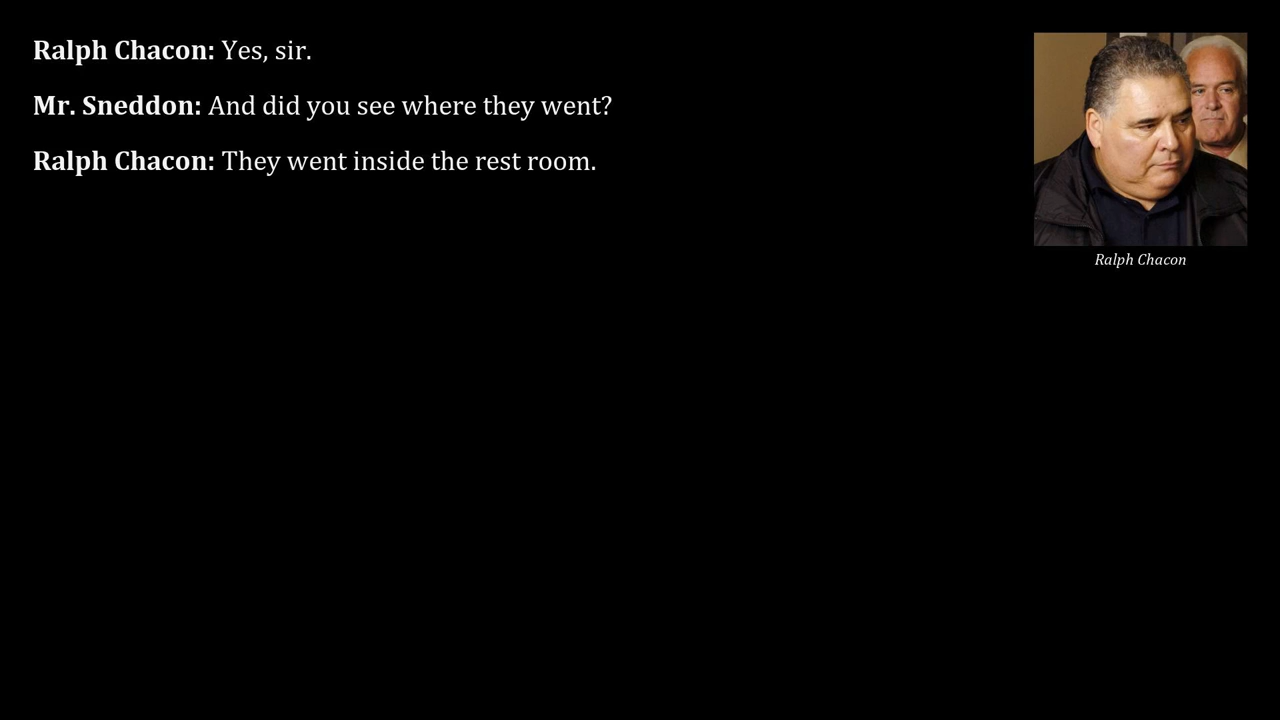 Ralph Chacon: Yes, sir.
Mr. Sneddon: And did you see where they went?
Ralph Chacon: They went inside the rest room.
Ralph Chacon